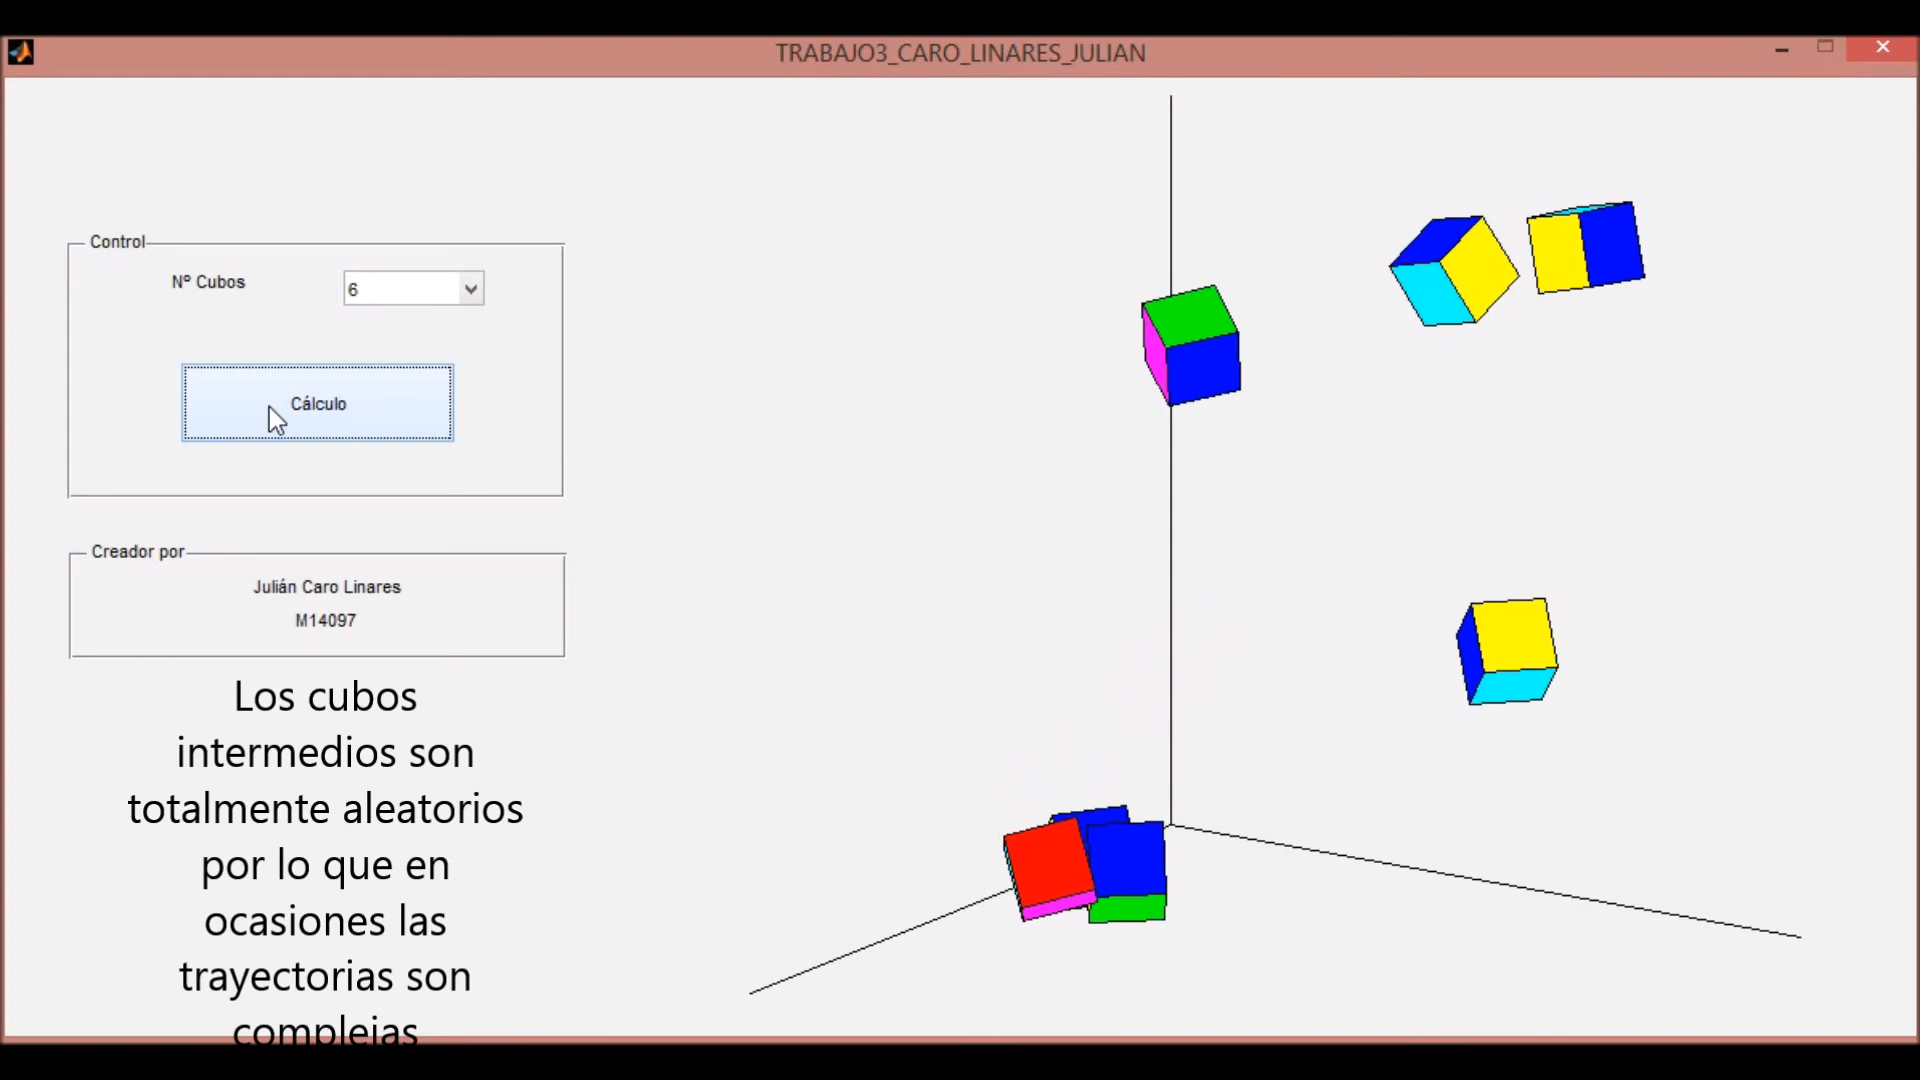 TRABAJO3_CARO_LINARES_JULIAN
Control
Nº Cubos
6
Cálculo
Creador por
Julián Caro Linares
M14097
Los cubos
intermedios son
totalmente aleatorios
por lo que en
ocasiones las
trayectorias son
complejas